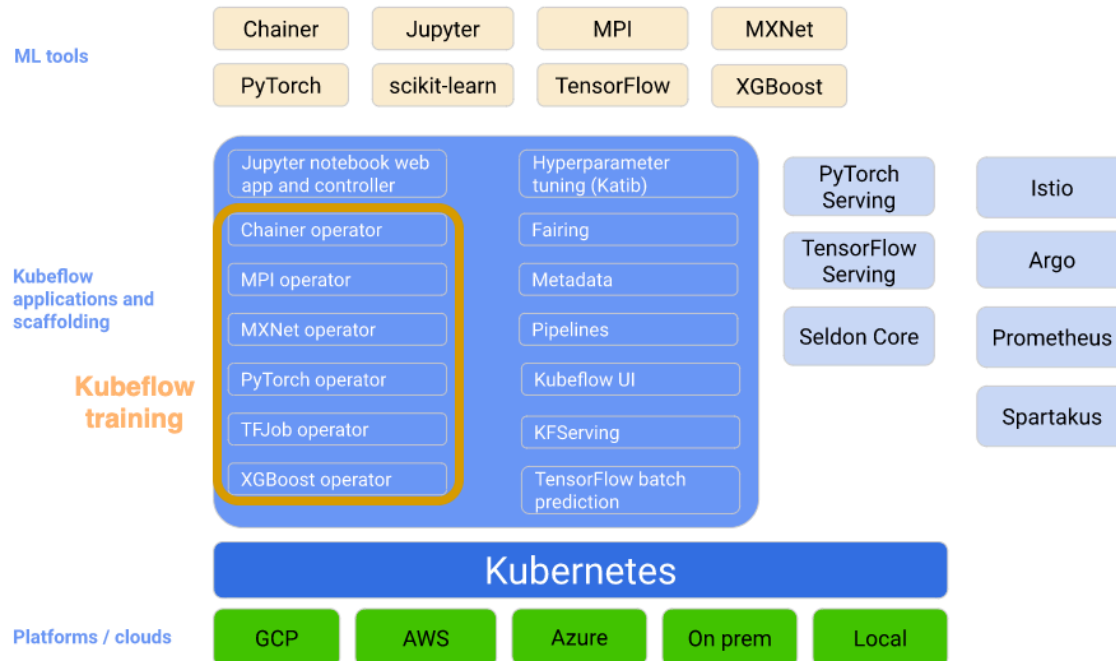 Chainer
Jupyter
MPI
MXNet
ML tools
PyTorch
scikit-learn
TensorFlow
XGBoost
Jupyter notebook web
app and controller
Hyperparameter
tuning (Katib)
PyTorch
Serving
Istio
Chainer operator
Fairing
TensorFlow
Serving
Argo
Kubeflow
applications and
scaffolding
MPI operator
Metadata
MXNet operator
Pipelines
Seldon Core
Prometheus
Kubeflow
training
PyTorch operator
Kubeflow UI
Spartakus
TFJob operator
KFServing
XGBoost operator
TensorFlow batch
prediction
Kubernetes
Platforms / clouds
GCP
AWS
Azure
On prem
Local